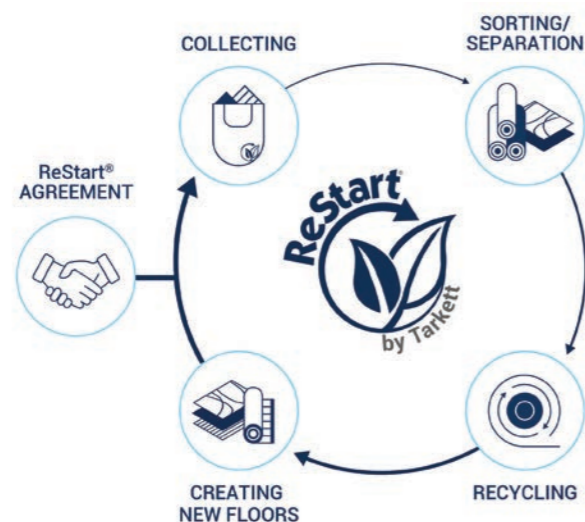 COLLECTING
SORTING/
SEPARATION
ReStart®
AGREEMENT
ReStart®
by Tarkett
CREATING
NEW FLOORS
RECYCLING